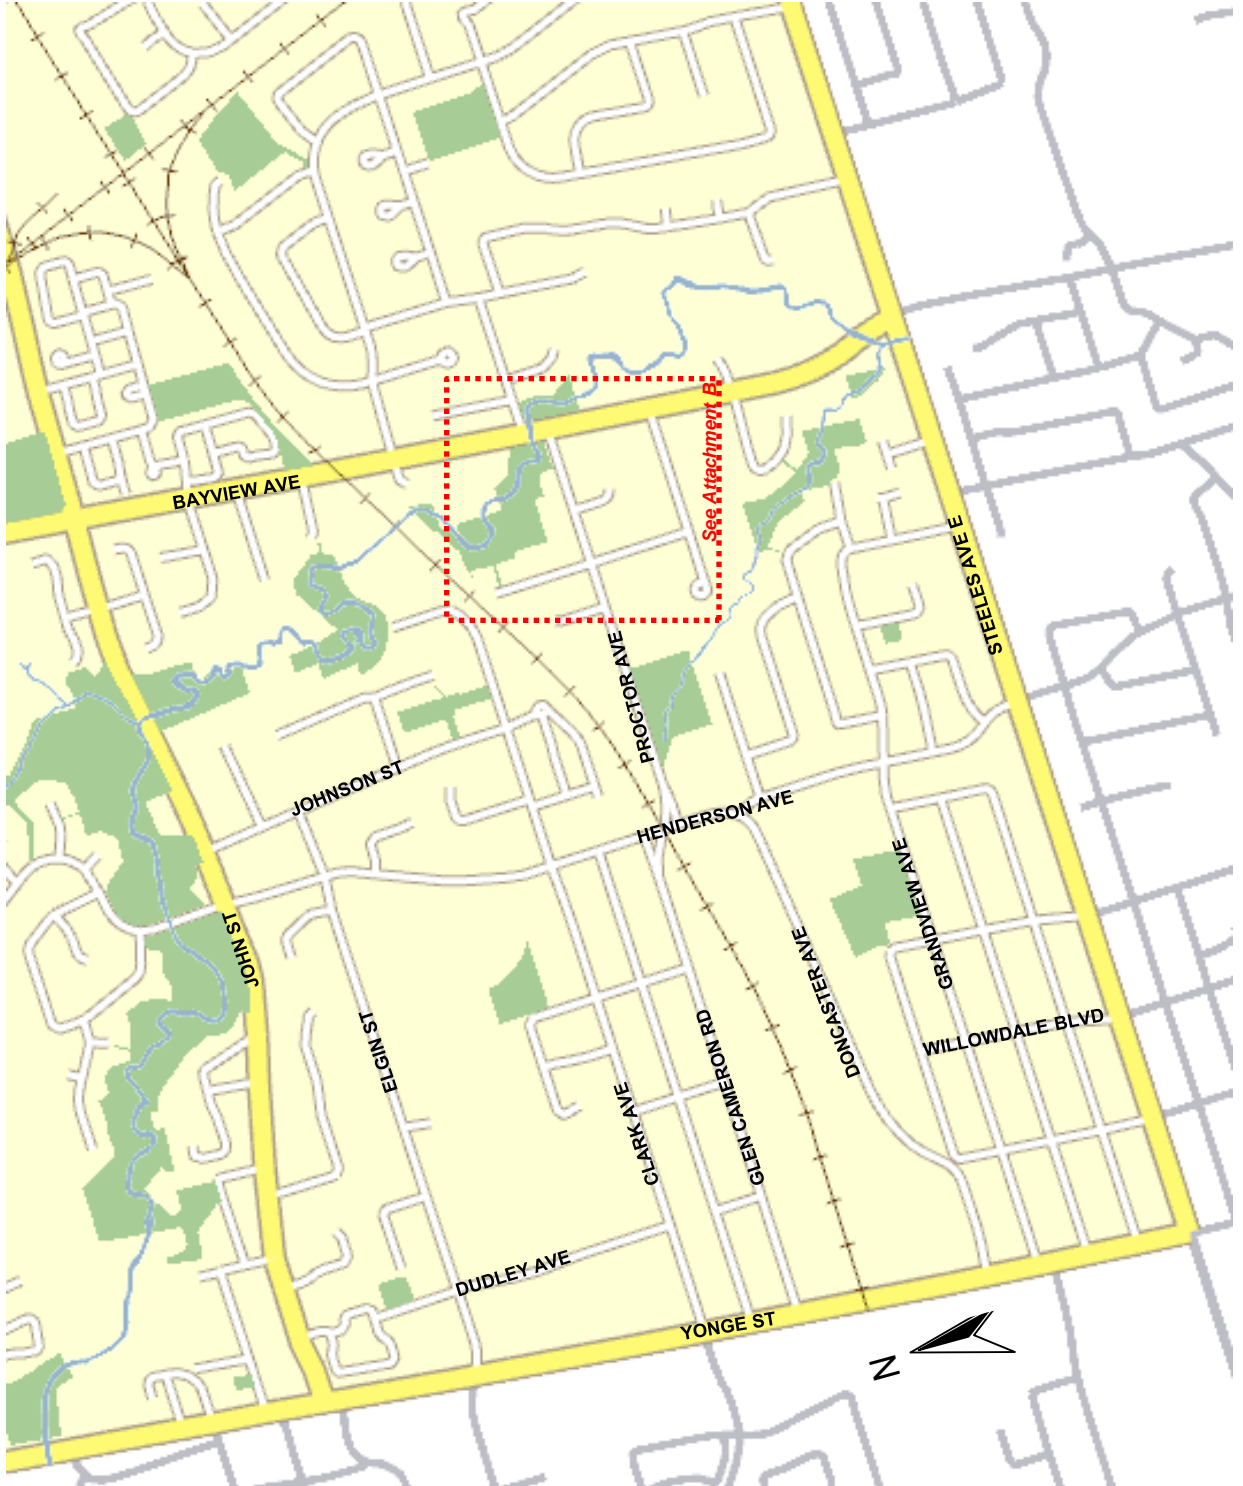 See Attachment B
BAYVIEW AVE
STEELES AVE E
PROCTOR AVE
JOHNSON ST
HENDERSON AVE
GRANDVIEW AVE
JOHN ST
DONCASTER AVE
ELGIN ST
GLEN CAMERON RD
WILLOWDALE BLVD
CLARK AVE
DUDLEY AVE
YONGE ST
N